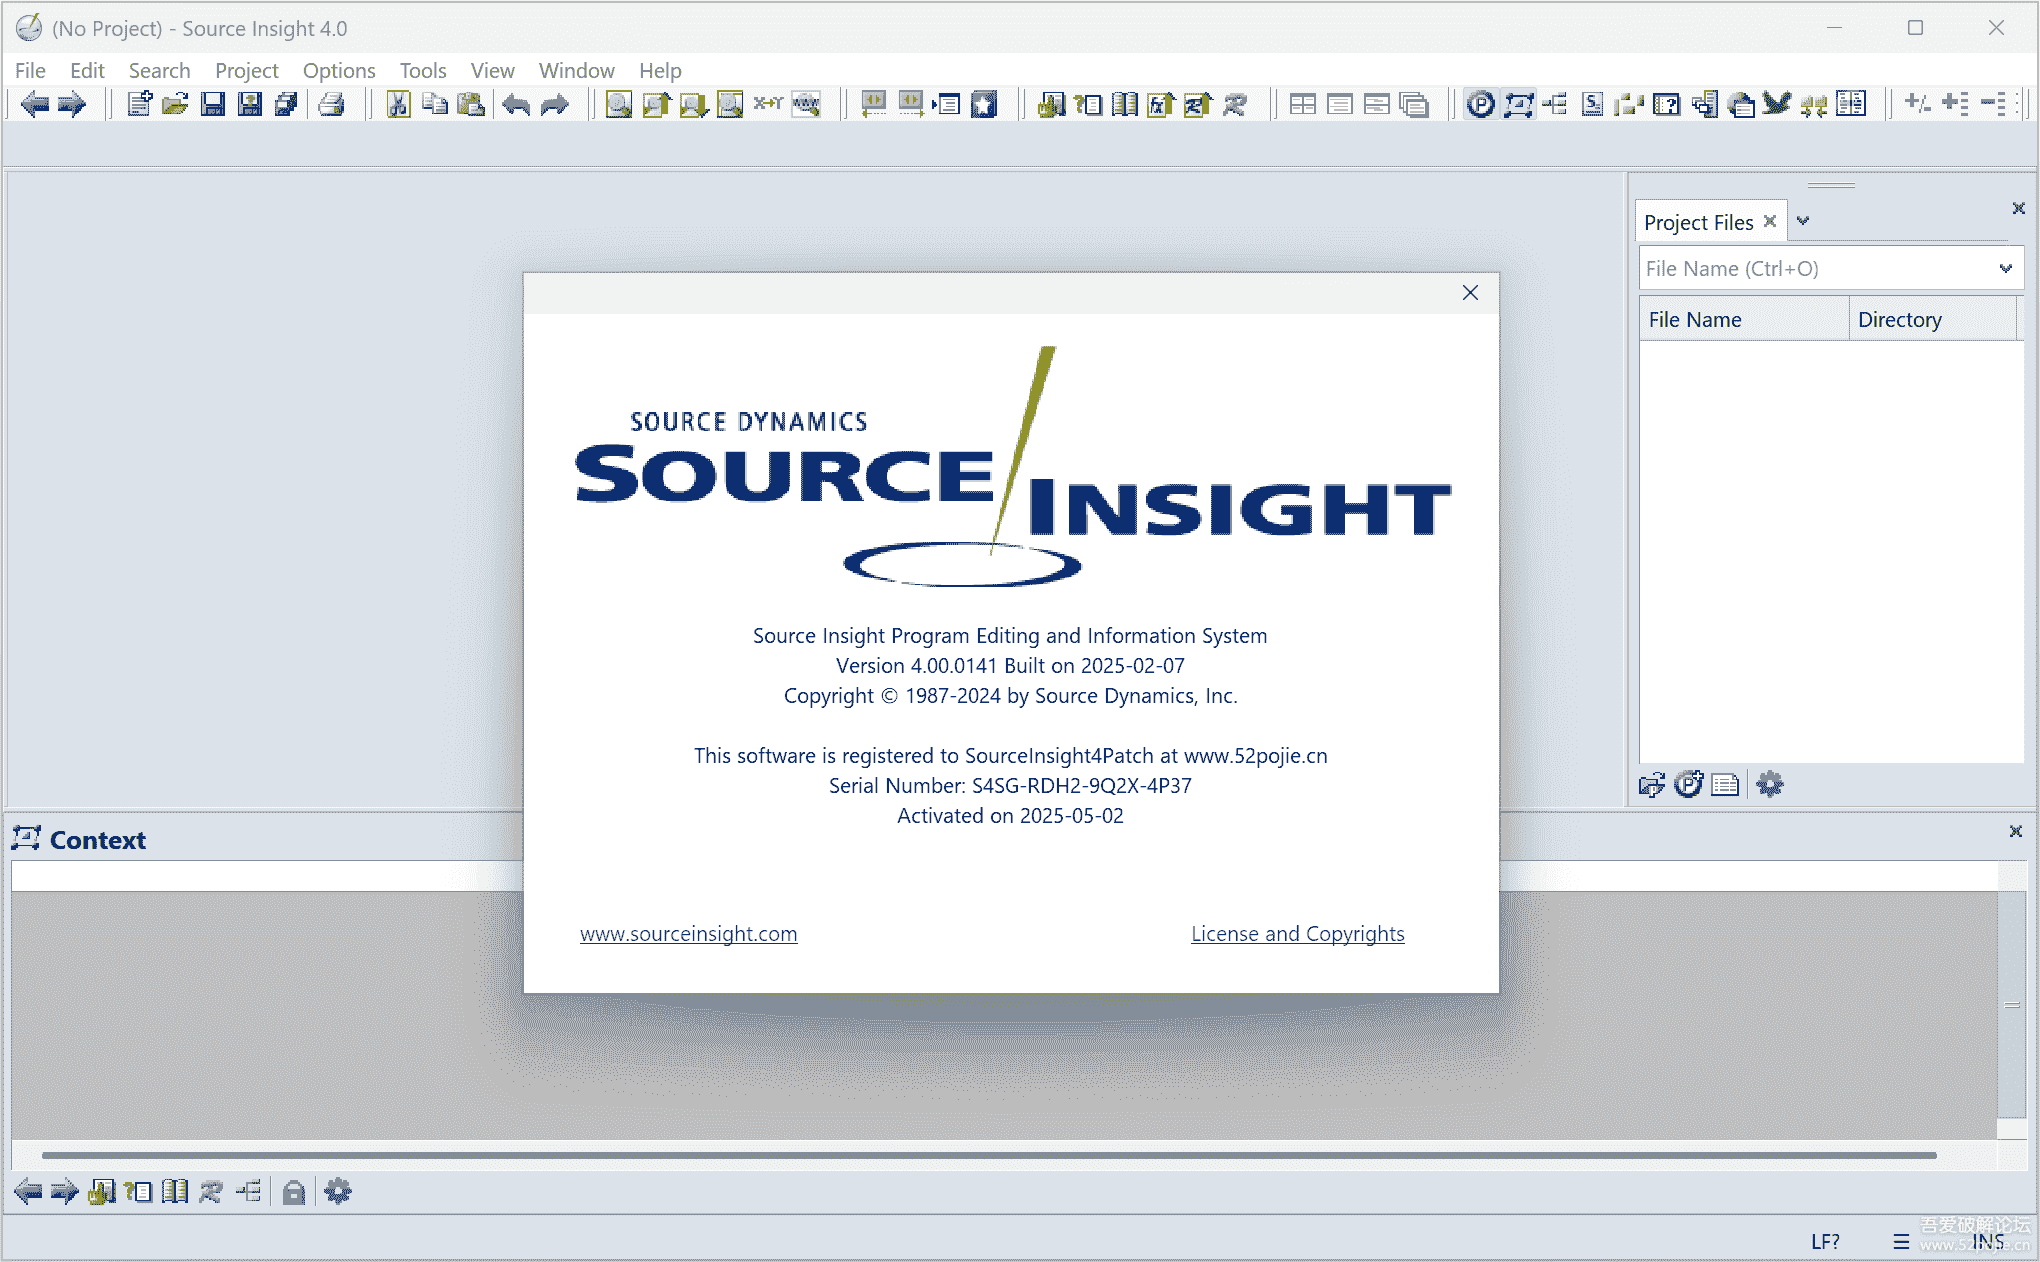 (No Project) - Source Insight 4.0
File Edit Search Project Options Tools View Window Help
Project Files
File Name (Ctrl+O)
File Name Directory
SOURCE DYNAMICS
SOURCE INSIGHT
Source Insight Program Editing and Information System
Version 4.00.0141 Built on 2025-02-07
Copyright © 1987-2024 by Source Dynamics, Inc.
This software is registered to SourceInsight4Patch at www.52pojie.cn
Serial Number: S4SG-RDH2-9Q2X-4P37
Activated on 2025-05-02
www.sourceinsight.com License and Copyrights
Context
LF? INS
吾爱破解论坛
www.52pojie.cn